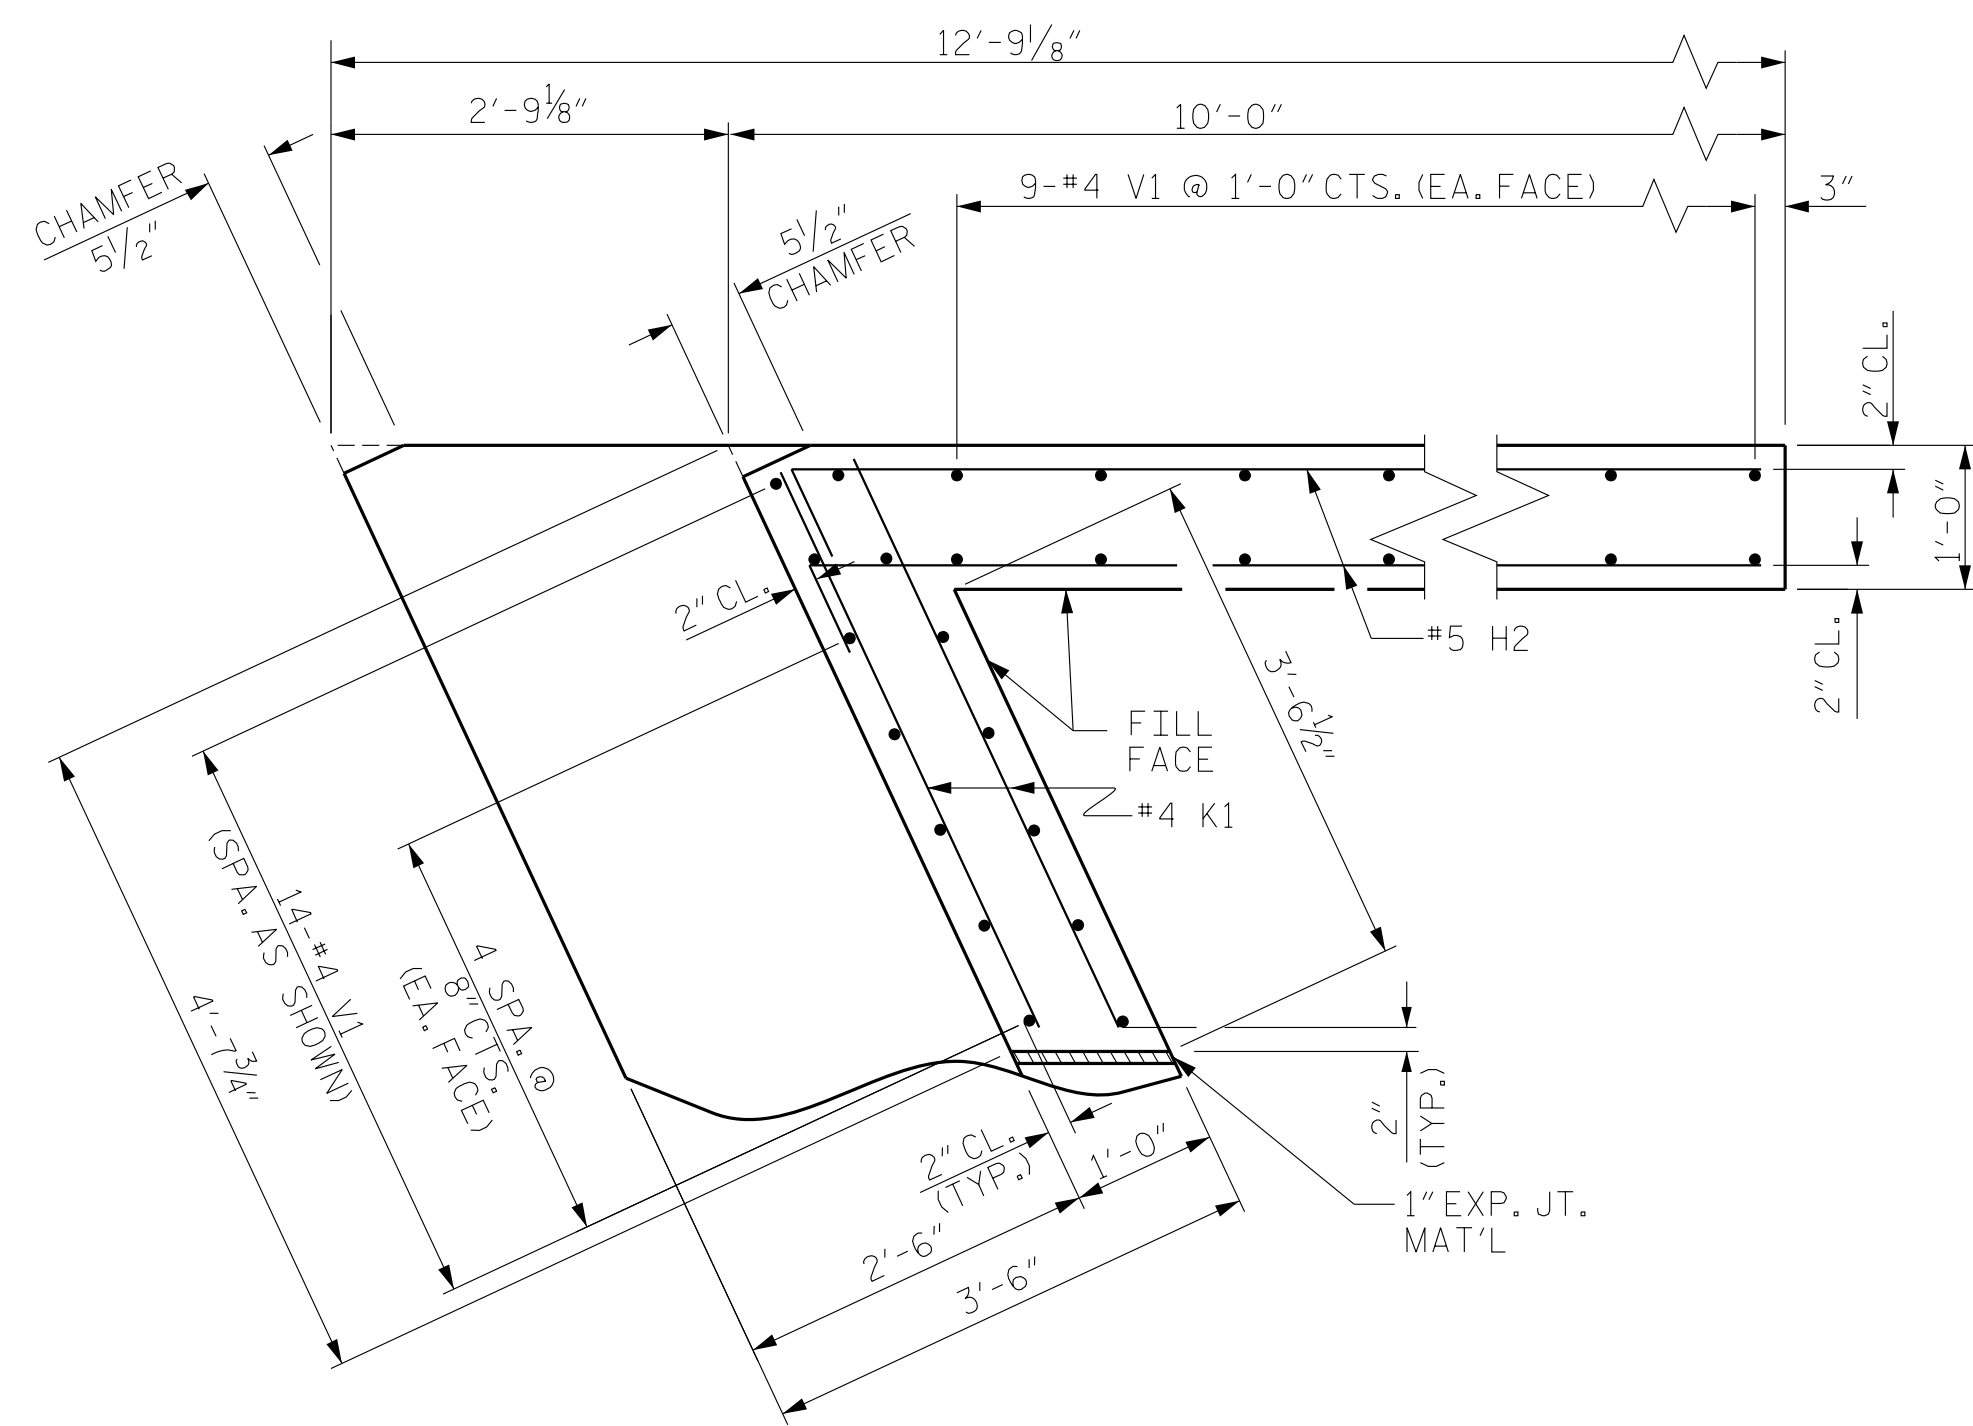 12'-9 1/8"
2'-9 1/8"
10'-0"
9-#4 V1 @ 1'-0" CTS. (EA. FACE)
3"
CHAMFER
5 1/2"
5 1/2"
CHAMFER
2" CL.
1'-0"
2" CL.
2" CL.
#5 H2
3'-6 1/2"
FILL
FACE
#4 K1
14-#4 V1
(SPA. AS SHOWN)
4 SPA. @
8" CTS.
(EA. FACE)
4'-7 3/4"
2" CL.
(TYP.)
1'-0"
2'-6"
3'-6"
2"
(TYP.)
1" EXP. JT.
MAT'L